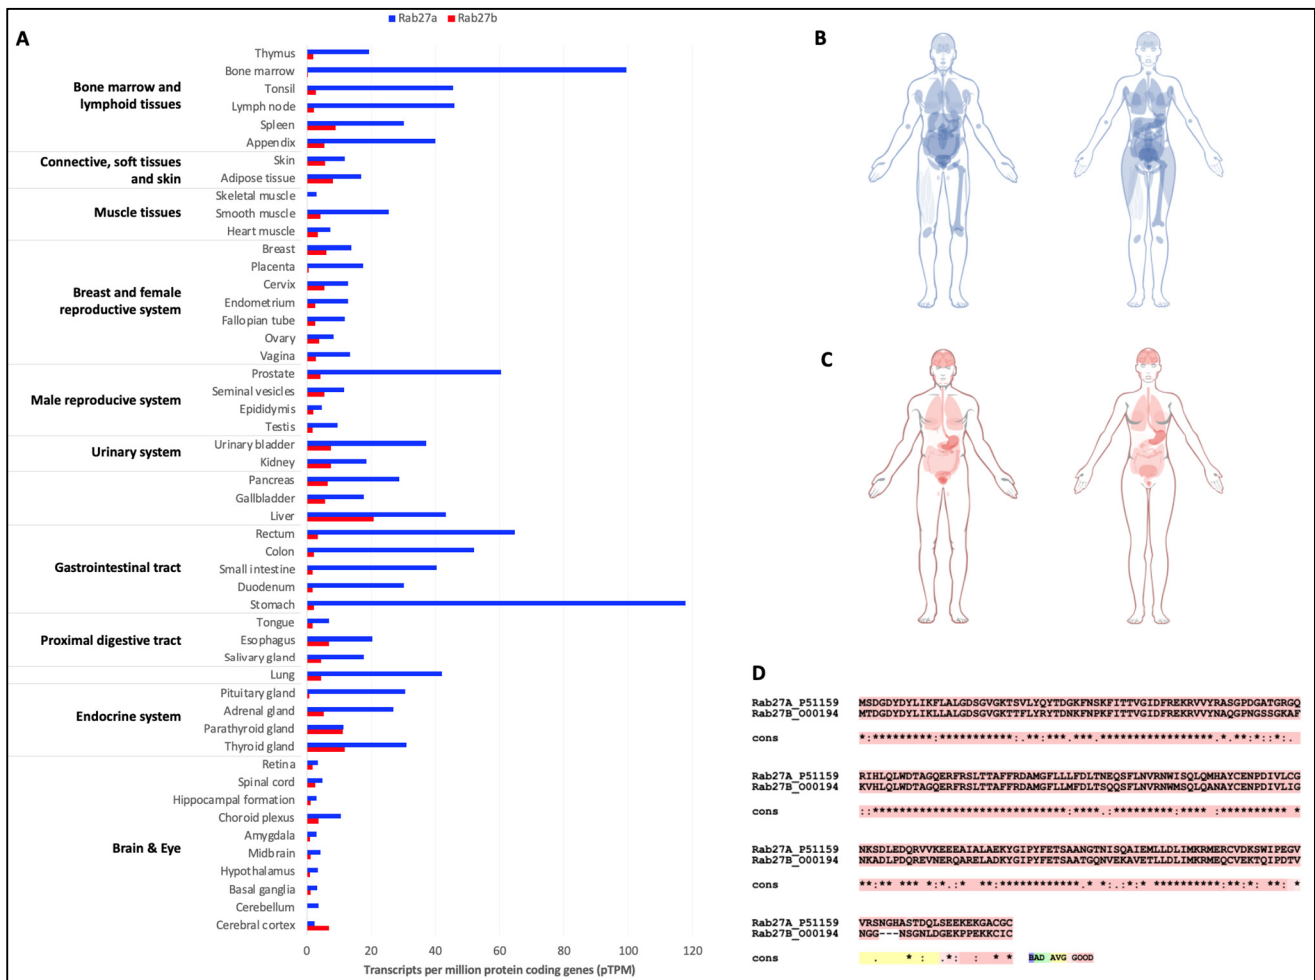 Rab27a Rab27b
A
Bone marrow and
lymphoid tissues
Thymus
Bone marrow
Tonsil
Lymph node
Spleen
Appendix
Connective, soft tissues
and skin
Skin
Adipose tissue
Muscle tissues
Skeletal muscle
Smooth muscle
Heart muscle
Breast and female
reproductive system
Breast
Placenta
Cervix
Endometrium
Fallopian tube
Ovary
Vagina
Male reproducive system
Prostate
Seminal vesicles
Epididymis
Testis
Urinary system
Urinary bladder
Kidney
Pancreas
Gallbladder
Liver
Gastrointestinal tract
Rectum
Colon
Small intestine
Duodenum
Stomach
Proximal digestive tract
Tongue
Esophagus
Salivary gland
Lung
Endocrine system
Pituitary gland
Adrenal gland
Parathyroid gland
Thyroid gland
Brain & Eye
Retina
Spinal cord
Hippocampal formation
Choroid plexus
Amygdala
Midbrain
Hypothalamus
Basal ganglia
Cerebellum
Cerebral cortex
0 20 40 60 80 100 120
Transcripts per million protein coding genes (pTPM)
B
C
D
Rab27A_P51159 MSDGDYDYLIKFLALGDSGVGKTSVLYQYTDGKFNSKFITTVGIDFREKRVVYRASGPDGATGRGQ
Rab27B_O00194 MTDGDYDYLIKLLALGDSGVGKTTFLYRYTDNKFNPKFITTVGIDFREKRVVYNAQGPNGSSGKAF
cons *:*********:***********:.**:***.***.*****************.*.**:*::*:.
Rab27A_P51159 RIHLQLWDTAGQERFRSLTTAFFRDAMGFLLLFDLTNEQSFLNVRNWISQLQMHAYCENPDIVLCG
Rab27B_O00194 KVHLQLWDTAGQERFRSLTTAFFRDAMGFLLMFDLTSQQSFLNVRNWMSQLQANAYCENPDIVLIG
cons ::*****************************:****.:*********:**** :********** *
Rab27A_P51159 NKSDLEDQRVVKEEEAIALAEKYGIPYFETSAANGTNISQAIEMLLDLIMKRMERCVDKSWIPEGV
Rab27B_O00194 NKADLPDQREVNERQARELADKYGIPYFETSAATGQNVEKAVETLLDLIMKRMEQCVEKTQIPDTV
cons **:** *** *:*.:* **:************.* *:.:*:* **********:**:*: **: *
Rab27A_P51159 VRSNGHASTDQLSEEKEKGACGC
Rab27B_O00194 NGG---NSGNLDGEKPPEKKCIC
cons . * : .*: : * *
BAD AVG GOOD